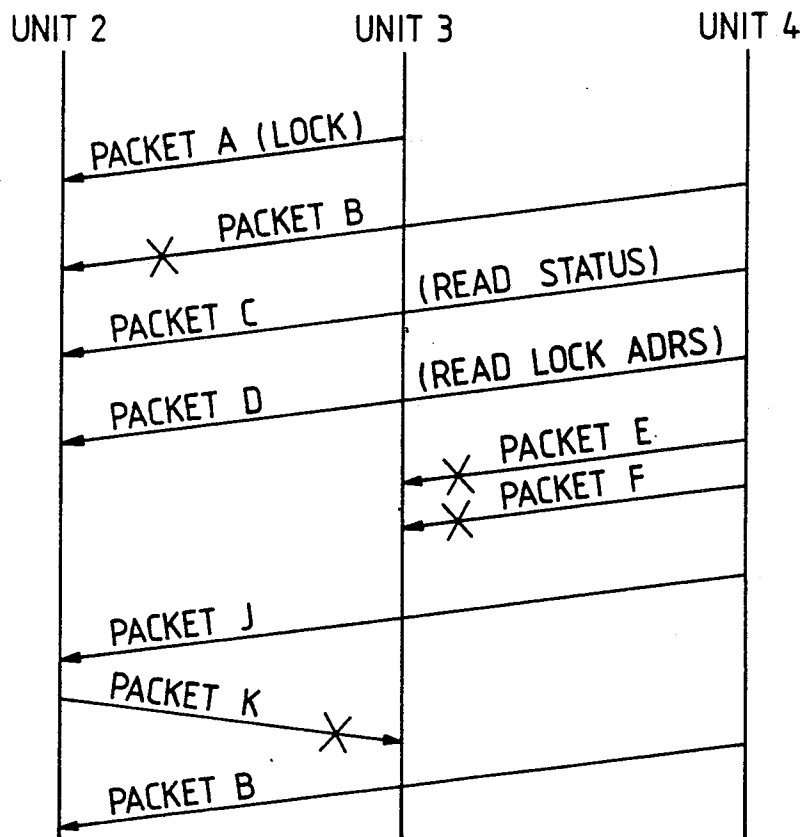 UNIT 2
UNIT 3
UNIT 4
PACKET A (LOCK)
PACKET B
(READ STATUS)
PACKET C
(READ LOCK ADRS)
PACKET D
PACKET E
PACKET F
PACKET J
PACKET K
PACKET B